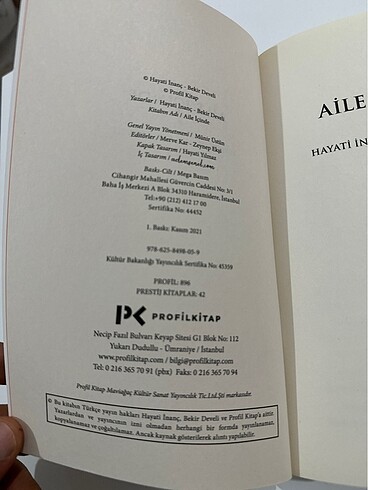 © Hayati İnanç - Bekir Develi
© Profil Kitap
Yazarlar / Hayati İnanç - Bekir Develi
Kitabın Adı / Aile İçinde
Genel Yayın Yönetmeni / Münir Üstün
Editörler / Merve Kar - Zeynep Ekşi
Kapak Tasarım / Hayati Yılmaz
İç Tasarım /
Baskı-Cilt / Mega Basım
Cihangir Mahallesi Güvercin Caddesi No: 3/1
Baha İş Merkezi A Blok 34310 Haramidere, İstanbul
Tel:+90 (212) 412 17 00
Sertifika No: 44452
1. Baskı: Kasım 2021
978-625-8498-05-9
Kültür Bakanlığı Yayıncılık Sertifika No: 45359
PROFİL: 896
PRESTİJ KİTAPLAR: 42
PK PROFİLKİTAP
Necip Fazıl Bulvarı Keyap Sitesi G1 Blok No: 112
Yukarı Dudullu - Ümraniye / İstanbul
www.profilkitap.com / bilgi@profilkitap.com
Tel: 0 216 365 70 91 (pbx) Faks: 0 216 365 70 94
Profil Kitap Maviağaç Kültür Sanat Yayıncılık Tic.Ltd.Şti markasıdır.
© Bu kitabın Türkçe yayın hakları Hayati İnanç, Bekir Develi ve Profil Kitap'a aittir.
Yazarlardan ve yayıncının izni olmadan herhangi bir formda yayınlanamaz,
kopyalanamaz ve çoğaltılamaz. Ancak kaynak gösterilerek alıntı yapılabilir.
AİLE
HAYATİ İN